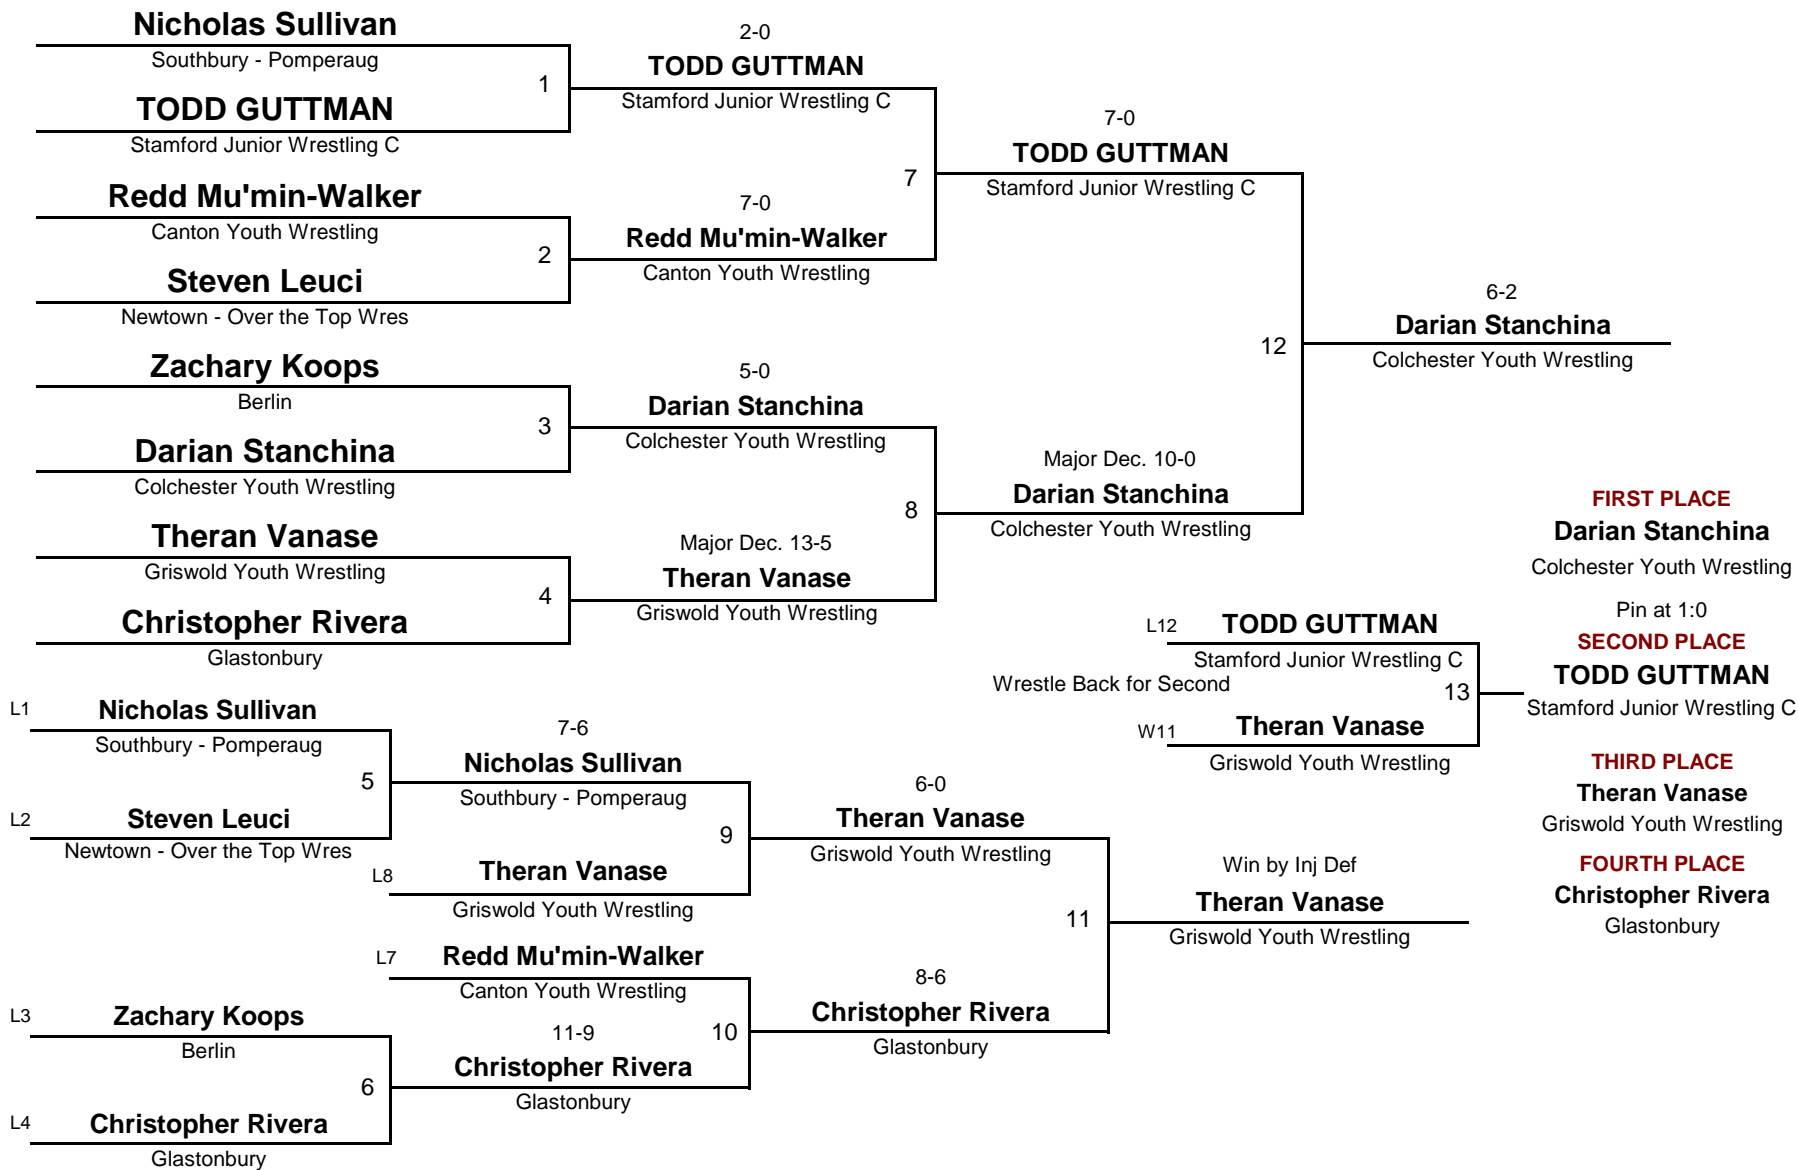 Nicholas Sullivan
Southbury - Pomperaug
1
TODD GUTTMAN
Stamford Junior Wrestling C
Redd Mu'min-Walker
Canton Youth Wrestling
2
Steven Leuci
Newtown - Over the Top Wres
Zachary Koops
Berlin
3
Darian Stanchina
Colchester Youth Wrestling
Theran Vanase
Griswold Youth Wrestling
4
Christopher Rivera
Glastonbury
2-0
TODD GUTTMAN
Stamford Junior Wrestling C
7
7-0
Redd Mu'min-Walker
Canton Youth Wrestling
5-0
Darian Stanchina
Colchester Youth Wrestling
8
Major Dec. 13-5
Theran Vanase
Griswold Youth Wrestling
7-0
TODD GUTTMAN
Stamford Junior Wrestling C
12
Major Dec. 10-0
Darian Stanchina
Colchester Youth Wrestling
6-2
Darian Stanchina
Colchester Youth Wrestling
L1
Nicholas Sullivan
Southbury - Pomperaug
5
L2
Steven Leuci
Newtown - Over the Top Wres
L3
Zachary Koops
Berlin
6
L4
Christopher Rivera
Glastonbury
7-6
Nicholas Sullivan
Southbury - Pomperaug
9
L8
Theran Vanase
Griswold Youth Wrestling
L7
Redd Mu'min-Walker
Canton Youth Wrestling
10
11-9
Christopher Rivera
Glastonbury
6-0
Theran Vanase
Griswold Youth Wrestling
11
8-6
Christopher Rivera
Glastonbury
Win by Inj Def
Theran Vanase
Griswold Youth Wrestling
L12
TODD GUTTMAN
Stamford Junior Wrestling C
Wrestle Back for Second
13
W11
Theran Vanase
Griswold Youth Wrestling
FIRST PLACE
Darian Stanchina
Colchester Youth Wrestling
Pin at 1:0
SECOND PLACE
TODD GUTTMAN
Stamford Junior Wrestling C
THIRD PLACE
Theran Vanase
Griswold Youth Wrestling
FOURTH PLACE
Christopher Rivera
Glastonbury